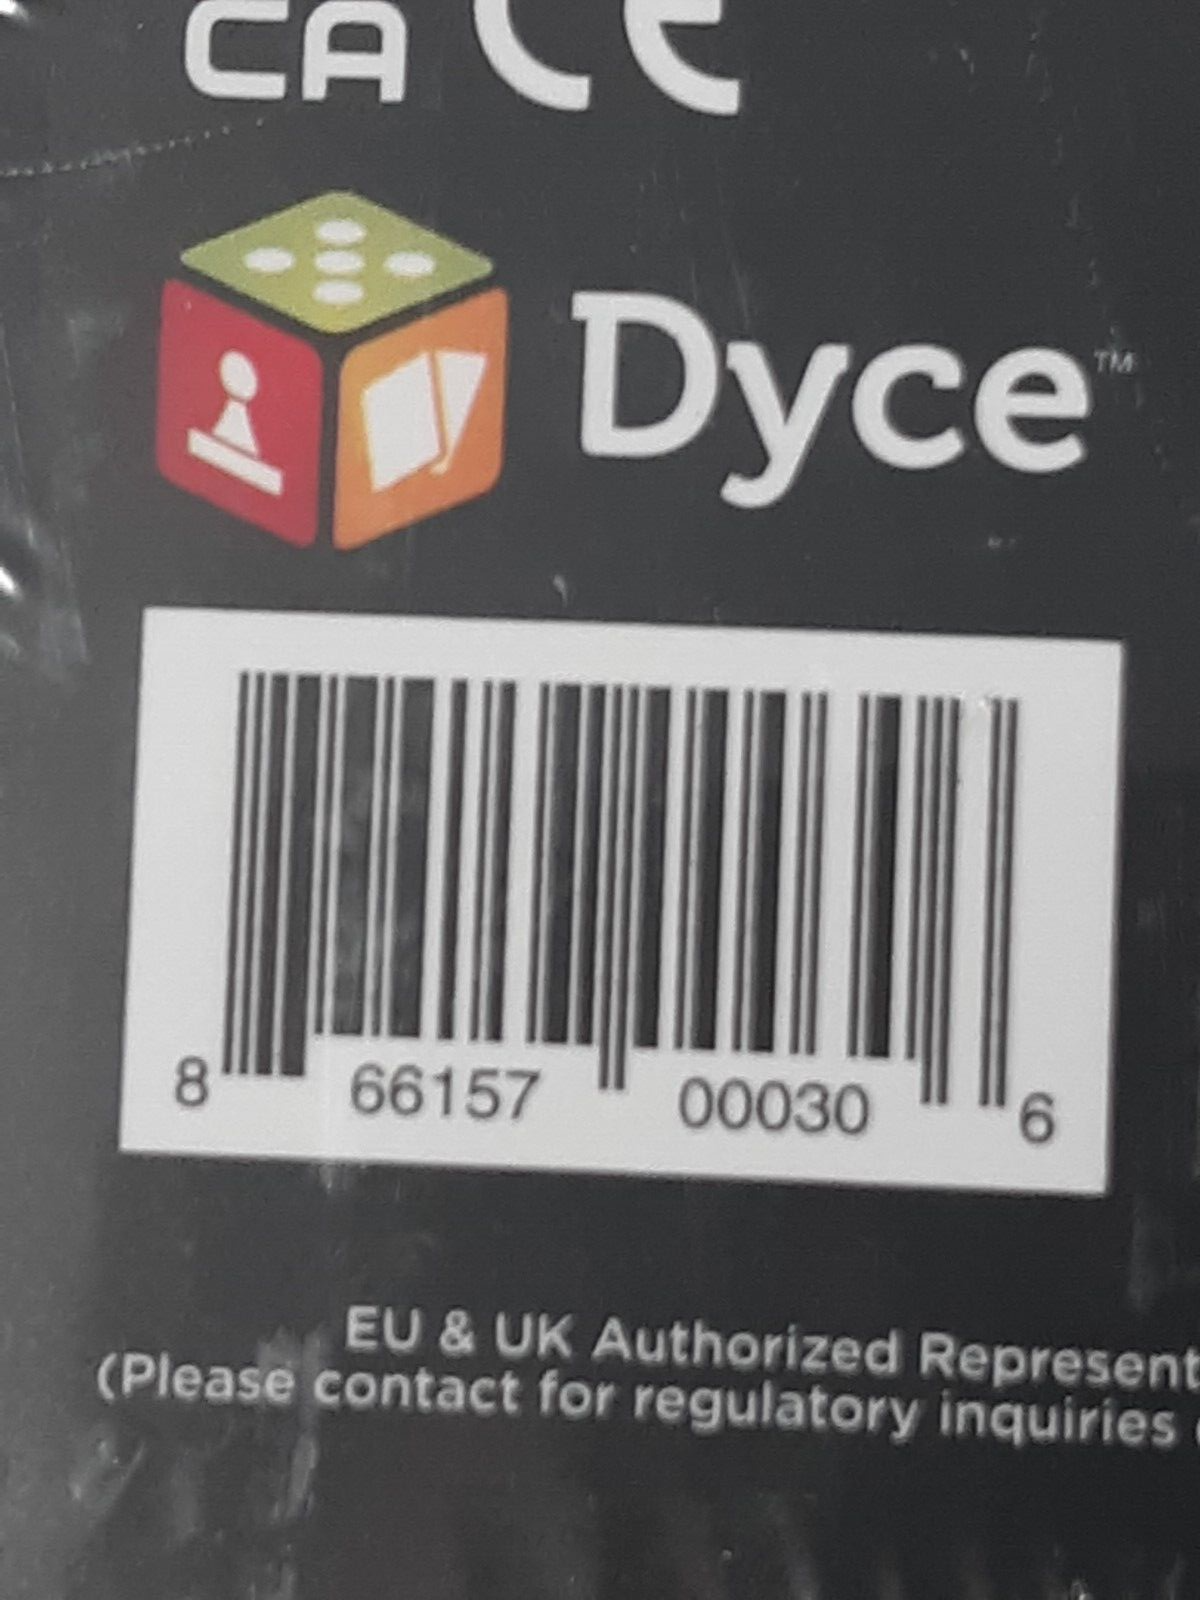 CA CE
Dyce™
8 66157 00030 6
EU & UK Authorized
(Please contact for regulatory inquiries